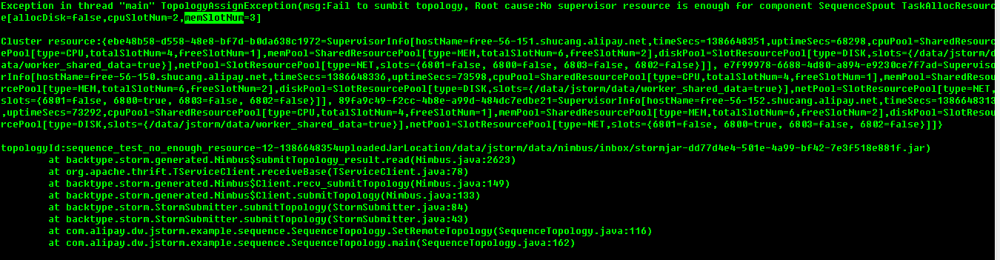 Exception in thread "main" TopologyAssignException(msg:Fail to sumbit topology, Root cause:No supervisor resource is enough for component SequenceSpout TaskAllocResourc
e[allocDisk=false,cpuSlotNum=2,memSlotNum=3]
Cluster resource:{ebe48b58-d558-48e8-bf7d-b0da638c1972=SupervisorInfo[hostName=free-56-151.shucang.alipay.net,timeSecs=1386648351,uptimeSecs=68298,cpuPool=SharedResourc
ePool[type=CPU,totalSlotNum=4,freeSlotNum=1],memPool=SharedResourcePool[type=MEM,totalSlotNum=6,freeSlotNum=2],diskPool=SlotResourcePool[type=DISK,slots={/data/jstorm/d
ata/worker_shared_data=true}],netPool=SlotResourcePool[type=NET,slots={6801=false, 6800=false, 6803=false, 6802=false}]], e7f99978-6688-4d80-a894-e9230ce7f7ad=Superviso
rInfo[hostName=free-56-150.shucang.alipay.net,timeSecs=1386648336,uptimeSecs=73598,cpuPool=SharedResourcePool[type=CPU,totalSlotNum=4,freeSlotNum=1],memPool=SharedResou
rcePool[type=MEM,totalSlotNum=6,freeSlotNum=2],diskPool=SlotResourcePool[type=DISK,slots={/data/jstorm/data/worker_shared_data=true}],netPool=SlotResourcePool[type=NET,
slots={6801=false, 6800=true, 6803=false, 6802=false}]], 89fa9c49-f2cc-4b8e-a99d-484dc7edbe21=SupervisorInfo[hostName=free-56-152.shucang.alipay.net,timeSecs=1386648313
,uptimeSecs=73292,cpuPool=SharedResourcePool[type=CPU,totalSlotNum=4,freeSlotNum=1],memPool=SharedResourcePool[type=MEM,totalSlotNum=6,freeSlotNum=2],diskPool=SlotResou
rcePool[type=DISK,slots={/data/jstorm/data/worker_shared_data=true}],netPool=SlotResourcePool[type=NET,slots={6801=false, 6800=true, 6803=false, 6802=false}]]}
topologyId:sequence_test_no_enough_resource-12-1386648354uploadedJarLocation/data/jstorm/data/nimbus/inbox/stormjar-dd77d4e4-501e-4a99-bf42-7e3f518e881f.jar)
at backtype.storm.generated.Nimbus$submitTopology_result.read(Nimbus.java:2623)
at org.apache.thrift.TServiceClient.receiveBase(TServiceClient.java:78)
at backtype.storm.generated.Nimbus$Client.recv_submitTopology(Nimbus.java:149)
at backtype.storm.generated.Nimbus$Client.submitTopology(Nimbus.java:133)
at backtype.storm.StormSubmitter.submitTopology(StormSubmitter.java:84)
at backtype.storm.StormSubmitter.submitTopology(StormSubmitter.java:43)
at com.alipay.dw.jstorm.example.sequence.SequenceTopology.SetRemoteTopology(SequenceTopology.java:116)
at com.alipay.dw.jstorm.example.sequence.SequenceTopology.main(SequenceTopology.java:162)